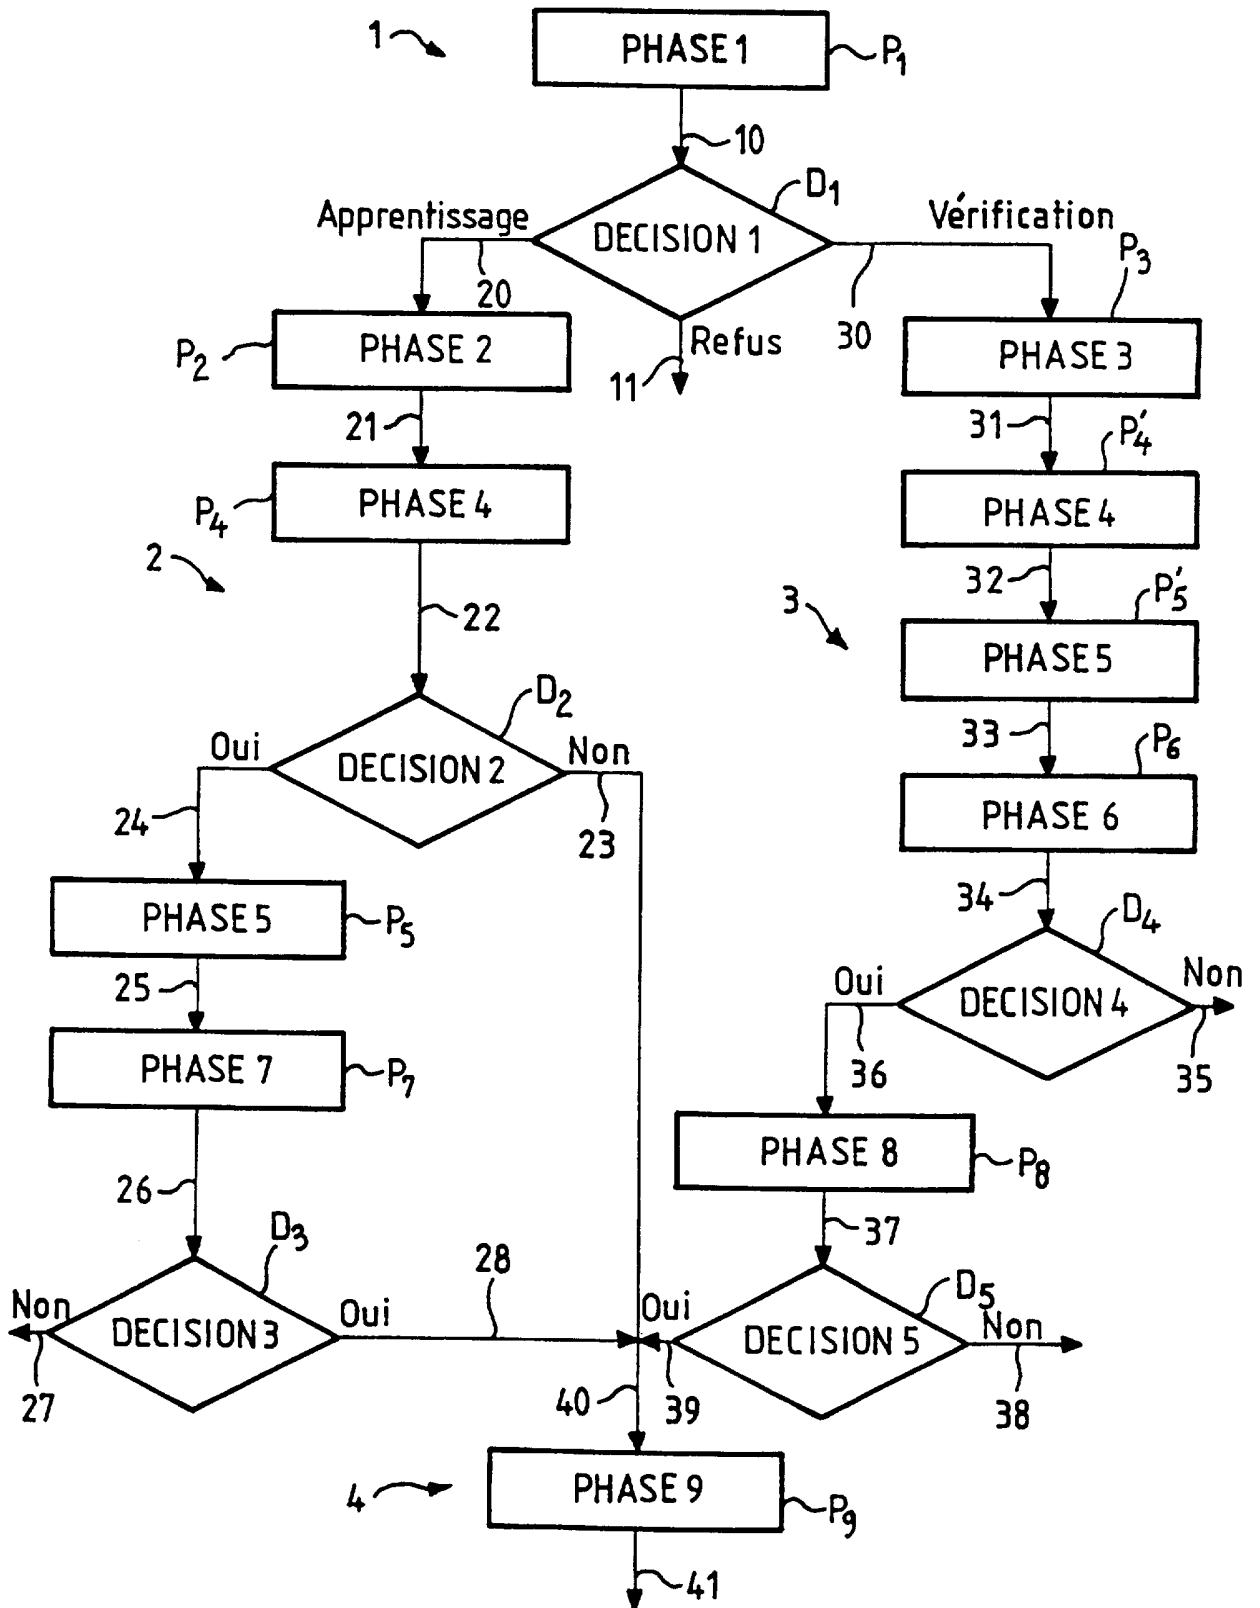 1
PHASE 1
P1
10
D1
Apprentissage
DECISION 1
Vérification
20
30
P3
P2
PHASE 2
Refus
11
PHASE 3
21
31
P'4
P4
PHASE 4
PHASE 4
2
32
22
3
P'5
PHASE 5
D2
33
P6
Oui
DECISION 2
Non
24
23
PHASE 6
34
PHASE 5
P5
D4
25
Oui
DECISION 4
Non
PHASE 7
P7
36
35
PHASE 8
P8
26
37
D3
28
D5
Non
DECISION 3
Oui
Oui
DECISION 5
Non
27
40
39
38
4
PHASE 9
P9
41